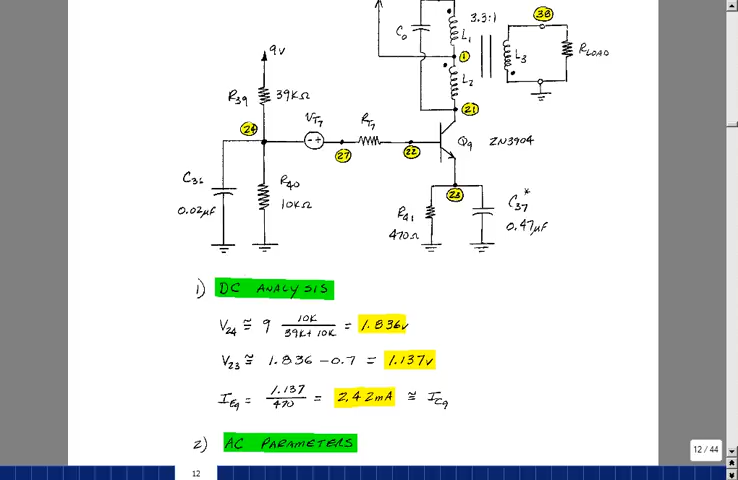 3.3:1
38
C₀
L₁
L₃
R LOAD
9V
1
L₂
R39
39KΩ
21
24
VT7
RT7
- +
27
22
Q9
2N3904
23
C36
0.02µF
R40
10KΩ
R41
470Ω
C37*
0.47µF
1) DC ANALYSIS
V24 ≅ 9 10K / 39K+10K = 1.836V
V23 ≅ 1.836 - 0.7 = 1.137V
IE9 = 1.137 / 470 = 2.42mA ≅ IC9
2) AC PARAMETERS
12 / 44
12